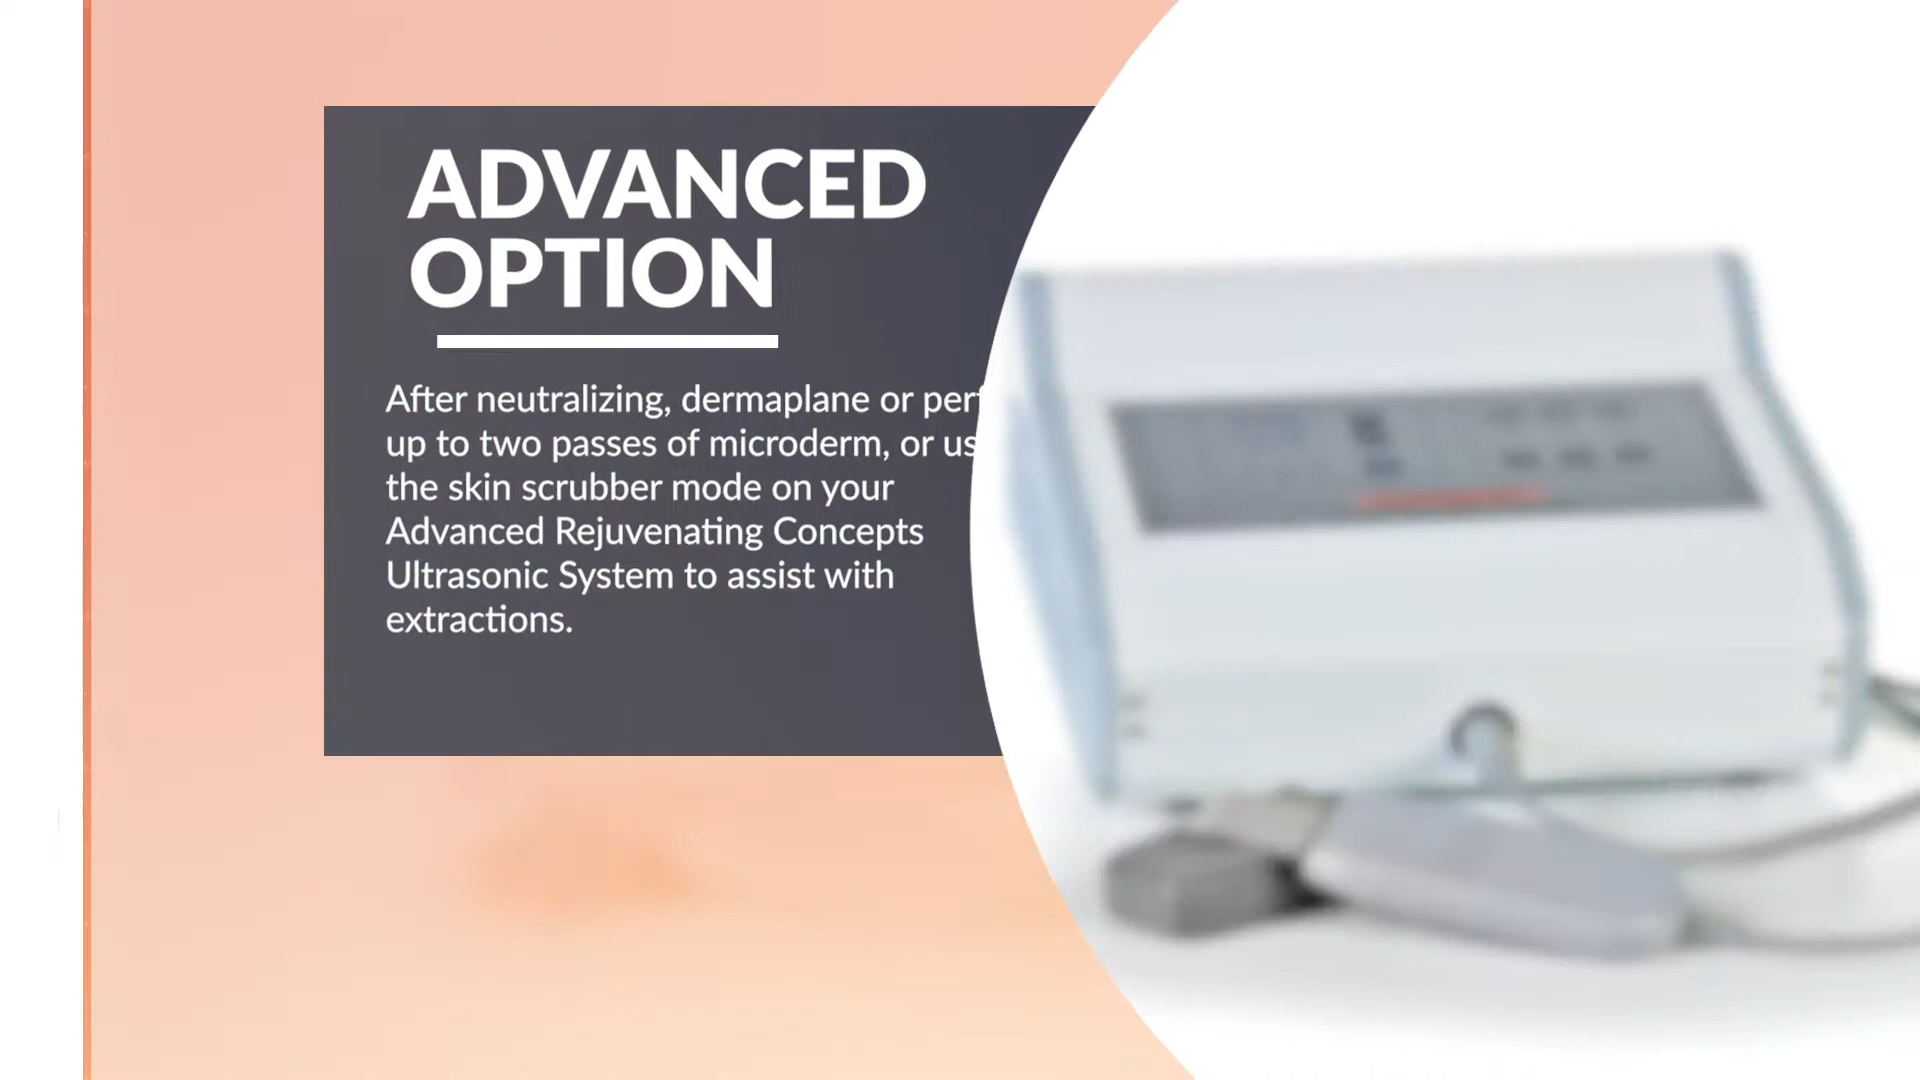 ADVANCED
OPTION
After neutralizing, dermaplane or
up to two passes of microderm, or
the skin scrubber mode on your
Advanced Rejuvenating Concepts
Ultrasonic System to assist with
extractions.